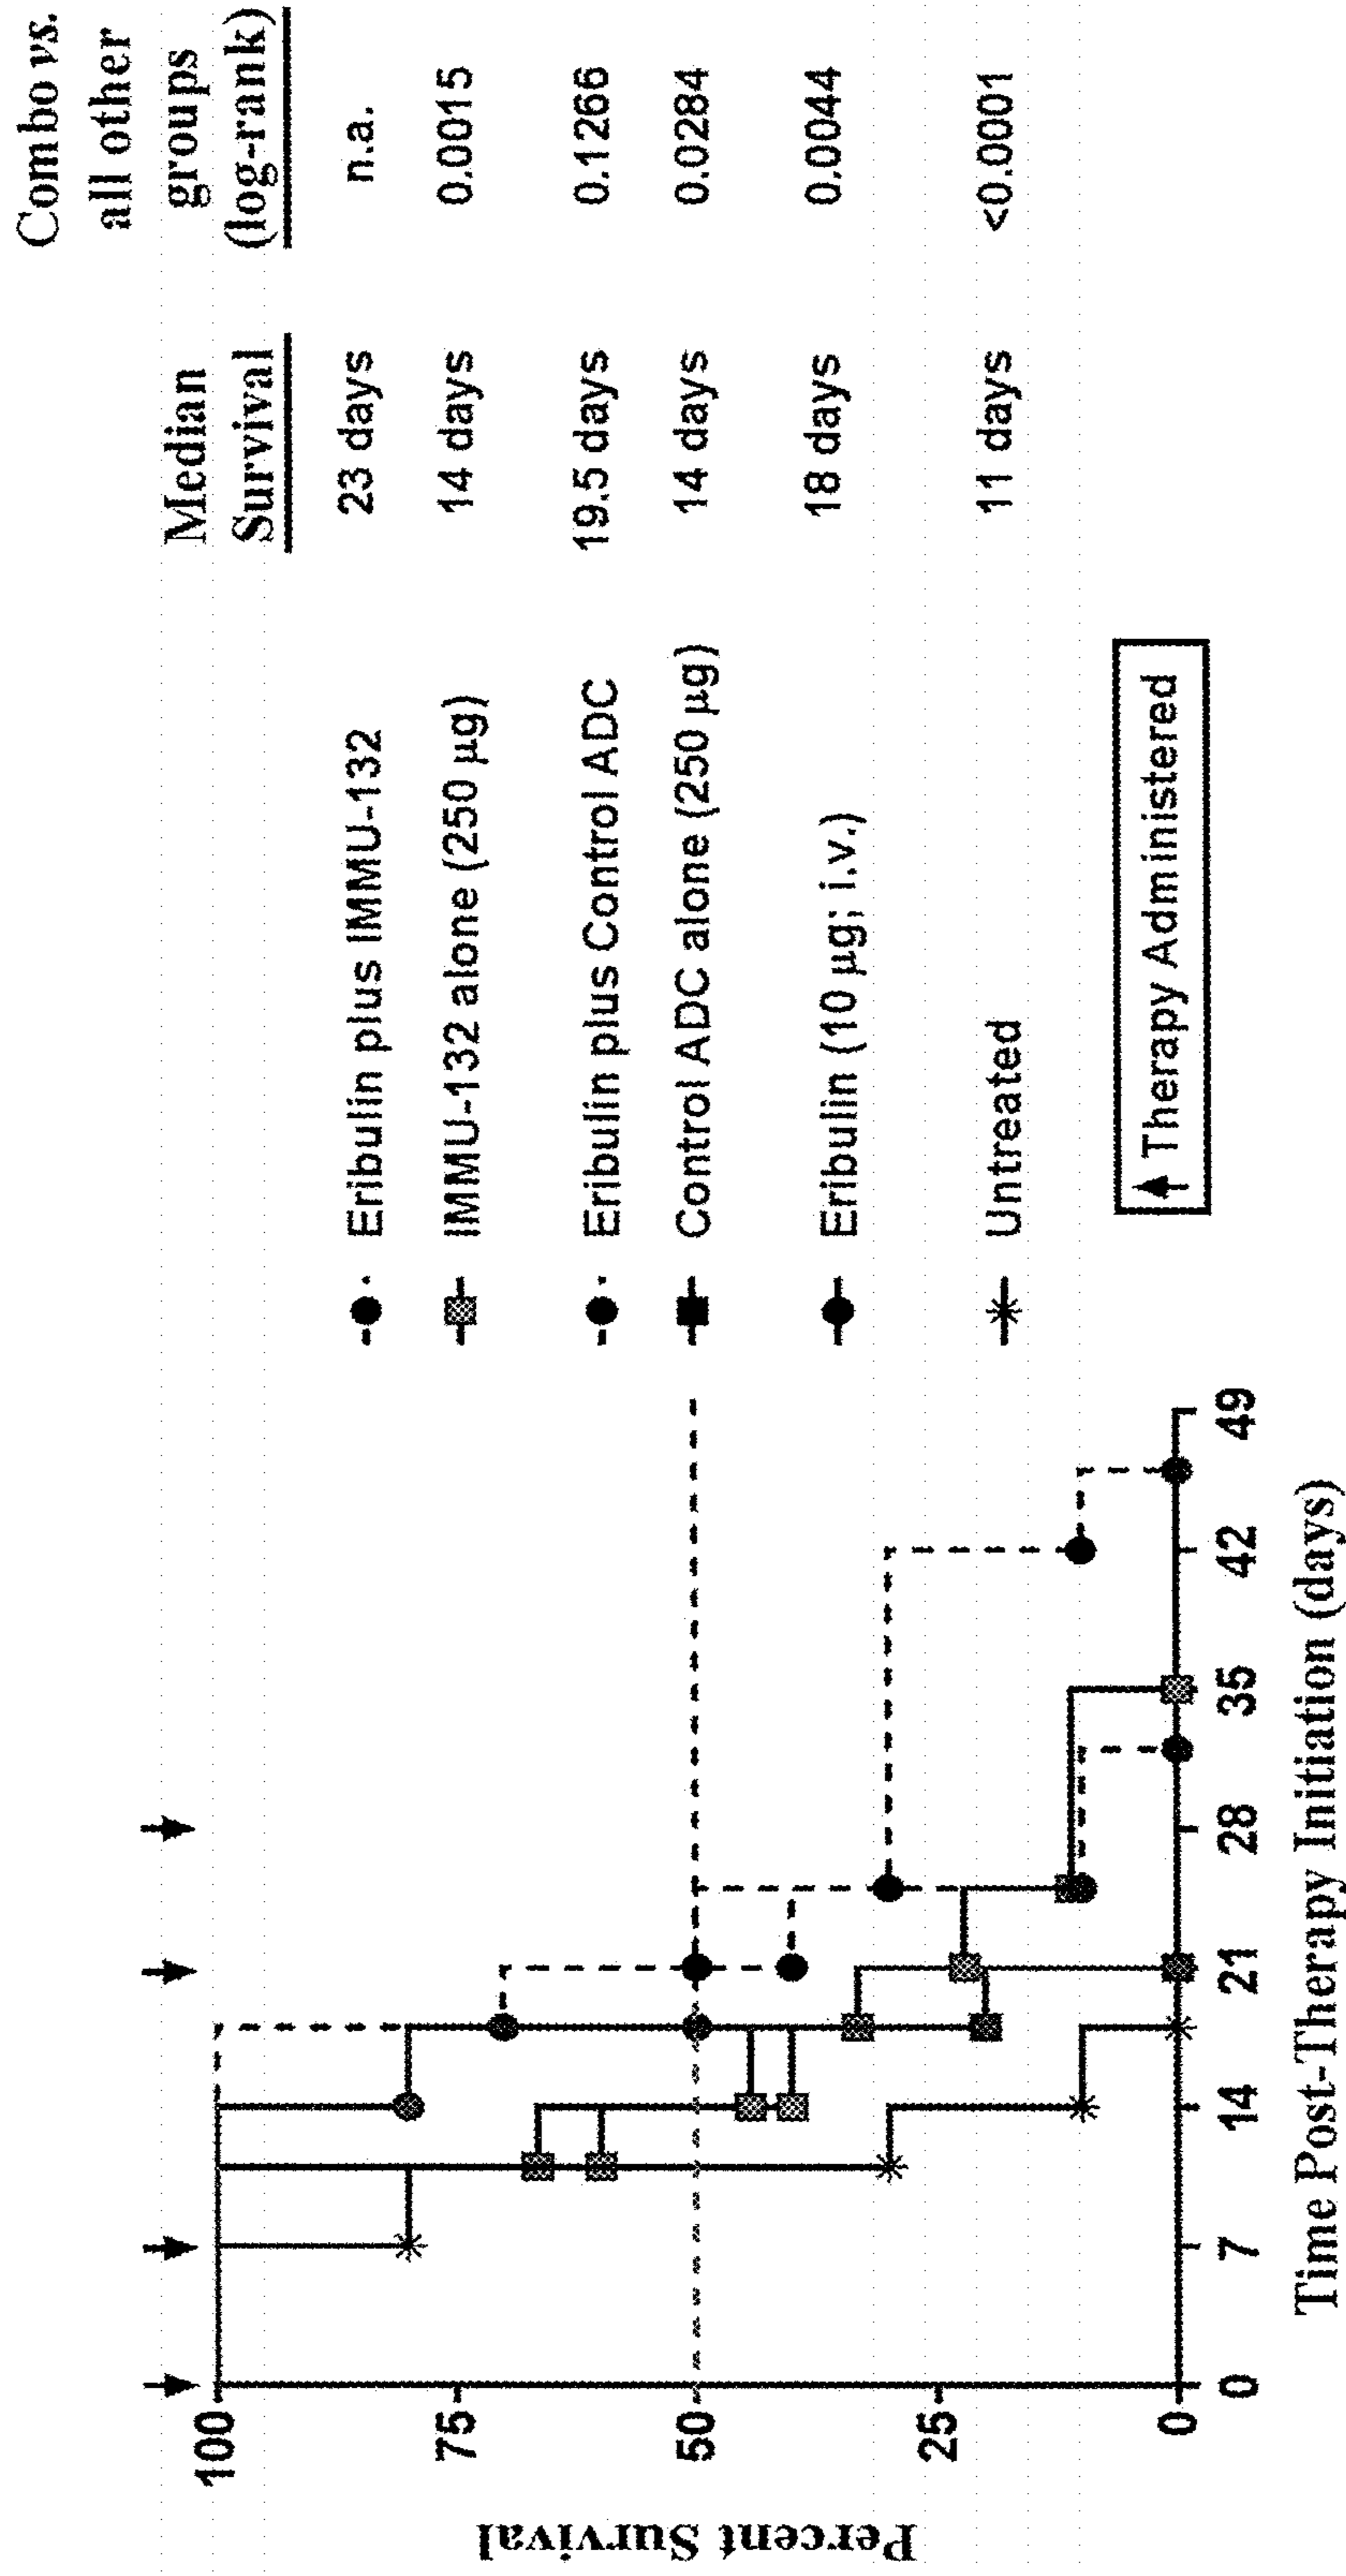 Combo vs.
all other
groups
(log-rank)
Median
Survival
Eribulin plus IMMU-132 23 days n.a.
IMMU-132 alone (250 µg) 14 days 0.0015
Eribulin plus Control ADC 19.5 days 0.1266
Control ADC alone (250 µg) 14 days 0.0284
Eribulin (10 µg; i.v.) 18 days 0.0044
Untreated 11 days <0.0001
Therapy Administered
Percent Survival
100
75
50
25
0
0 7 14 21 28 35 42 49
Time Post-Therapy Initiation (days)